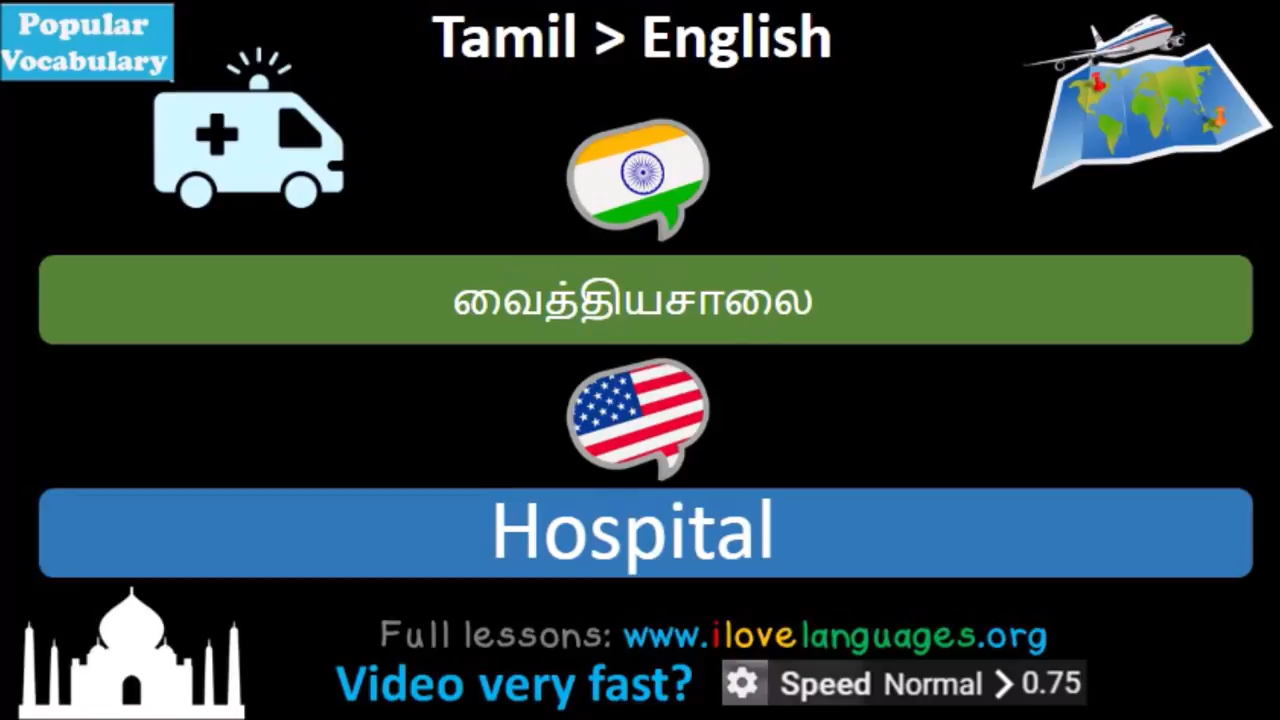 Popular
Vocabulary
Tamil > English
வைத்தியசாலை
Hospital
Full lessons: www.ilovelanguages.org
Video very fast? Speed Normal > 0.75